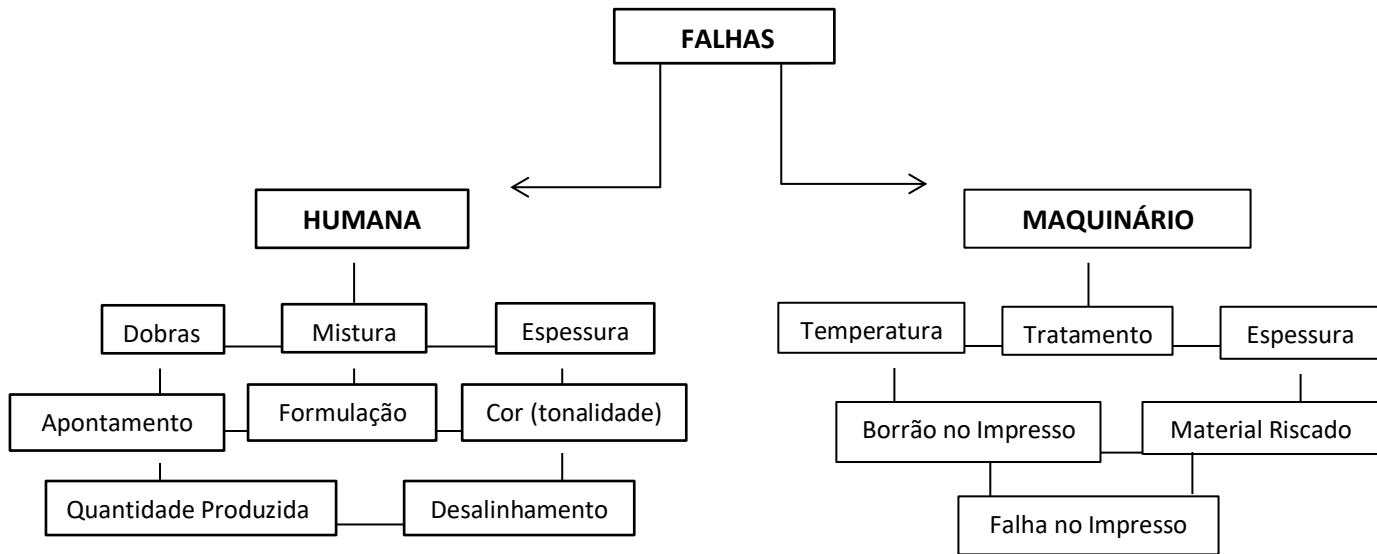 FALHAS
HUMANA
MAQUINÁRIO
Dobras
Mistura
Espessura
Temperatura
Tratamento
Espessura
Apontamento
Formulação
Cor (tonalidade)
Borrão no Impresso
Material Riscado
Quantidade Produzida
Desalinhamento
Falha no Impresso